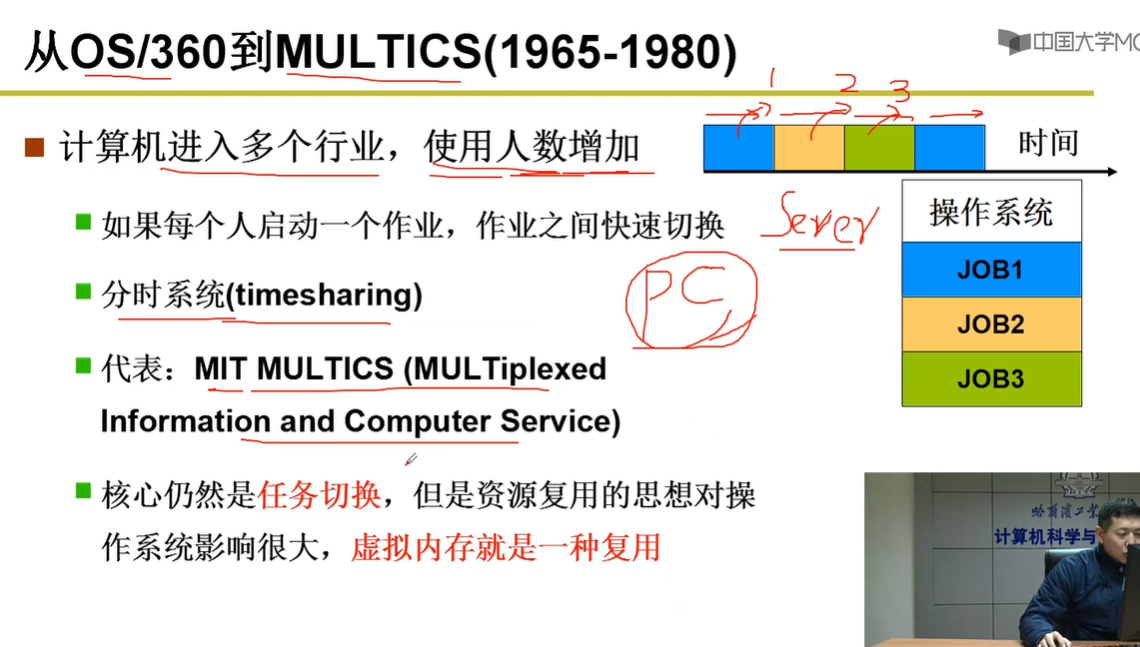 从OS/360到MULTICS(1965-1980)
中国大学MO
计算机进入多个行业，使用人数增加
1 2 3
时间
如果每个人启动一个作业，作业之间快速切换
Server
操作系统
JOB1
JOB2
JOB3
分时系统(timesharing)
PC
代表：MIT MULTICS (MULTiplexed
Information and Computer Service)
核心仍然是任务切换，但是资源复用的思想对操
作系统影响很大，虚拟内存就是一种复用
哈尔滨工业
计算机科学与